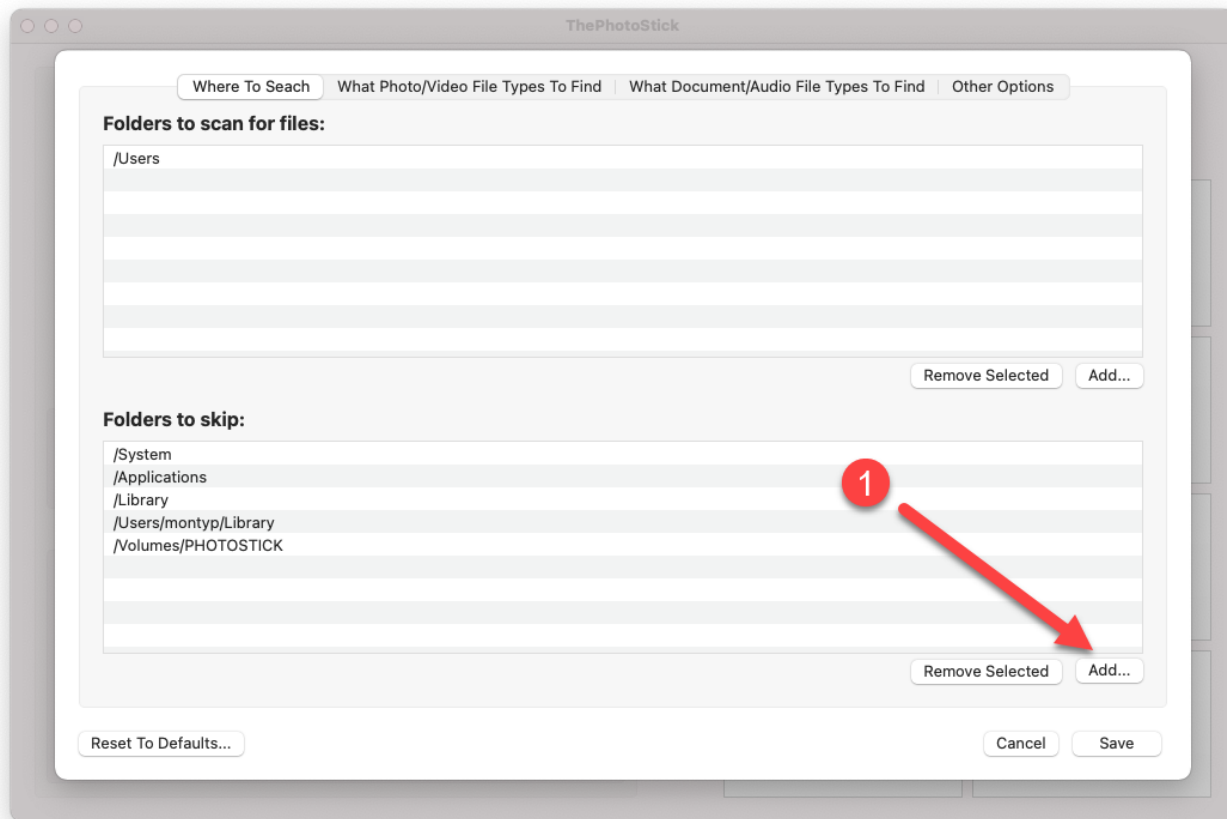 ThePhotoStick
Where To Seach What Photo/Video File Types To Find What Document/Audio File Types To Find Other Options
Folders to scan for files:
/Users
Remove Selected Add...
Folders to skip:
/System
/Applications
/Library
/Users/montyp/Library
/Volumes/PHOTOSTICK
1
Remove Selected Add...
Reset To Defaults... Cancel Save